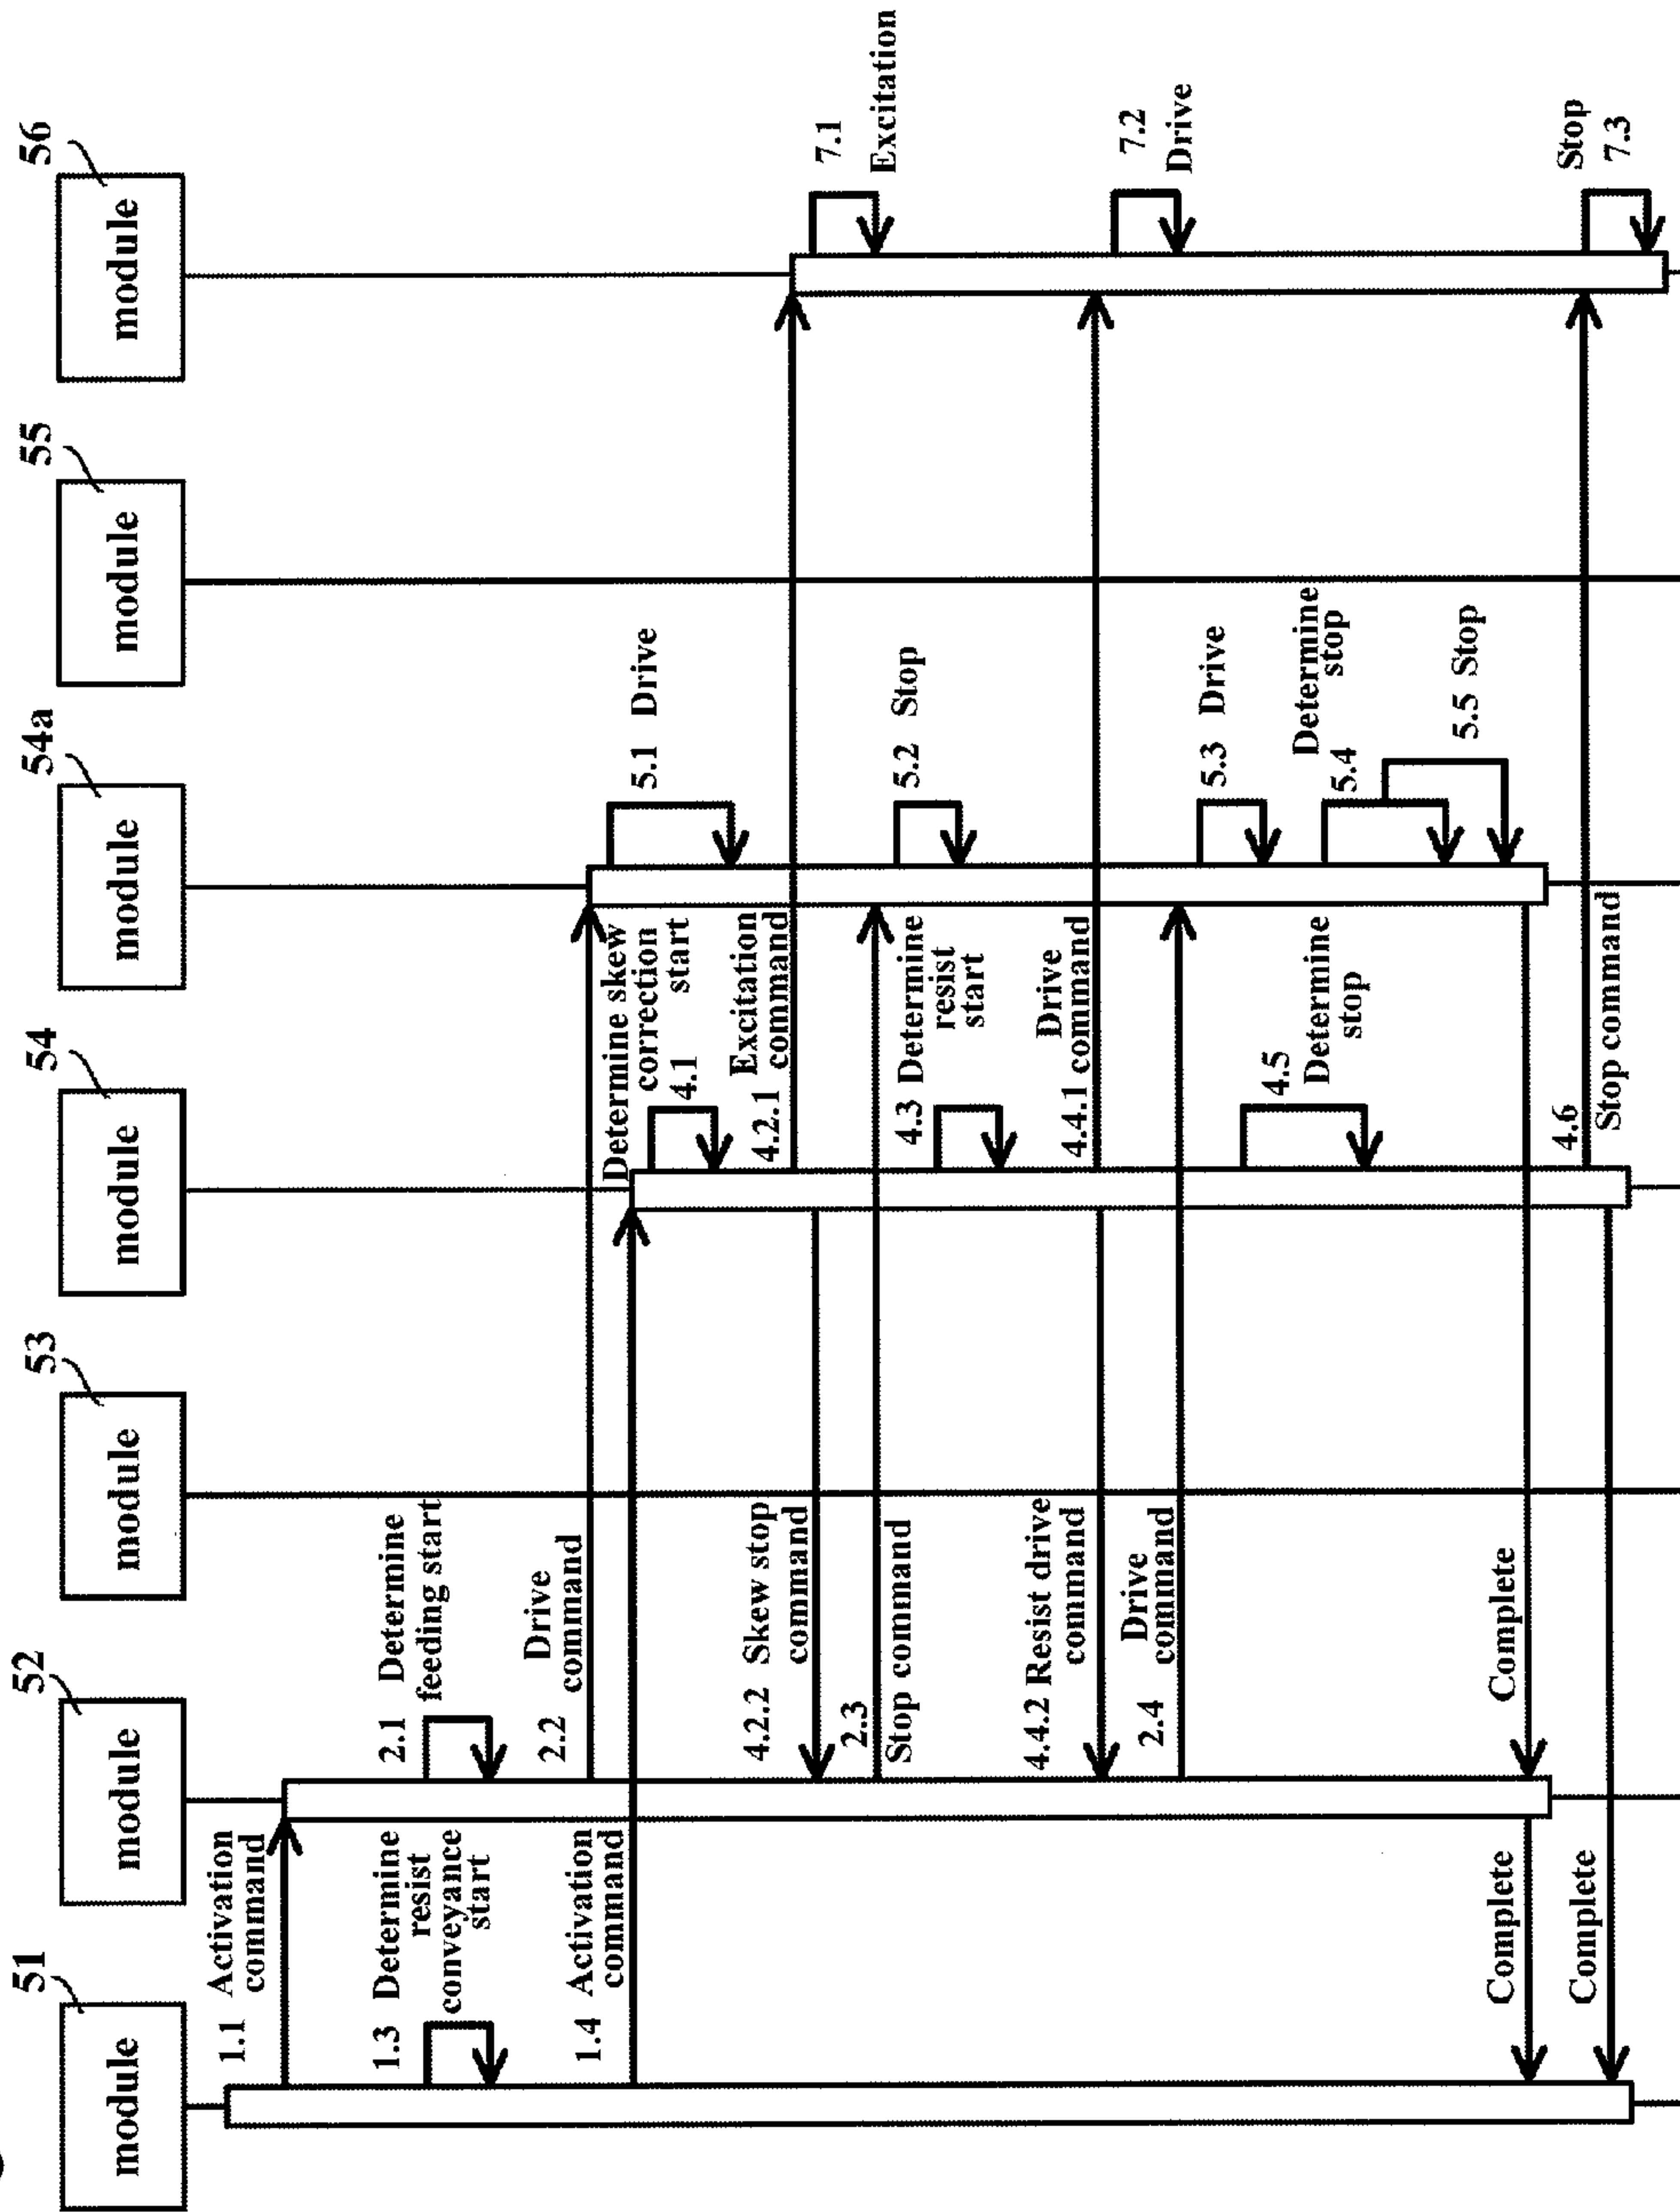 51
module
52
module
53
module
54
module
54a
module
55
module
56
module
1.1 Activation
command
1.3 Determine
resist
conveyance
start
2.1 Determine
feeding start
2.2 Drive
command
1.4 Activation
command
5.1 Drive
Determine skew
correction
4.1 start
Excitation
4.2.1 command
7.1
Excitation
4.2.2 Skew stop
command
2.3
Stop command
5.2 Stop
4.3 Determine
resist
start
Drive
4.4.1 command
7.2
Drive
4.4.2 Resist drive
command
2.4 Drive
command
5.3 Drive
4.5
Determine
stop
Determine
stop
5.4
5.5 Stop
Complete
Complete
4.6
Stop command
Stop
7.3
Complete